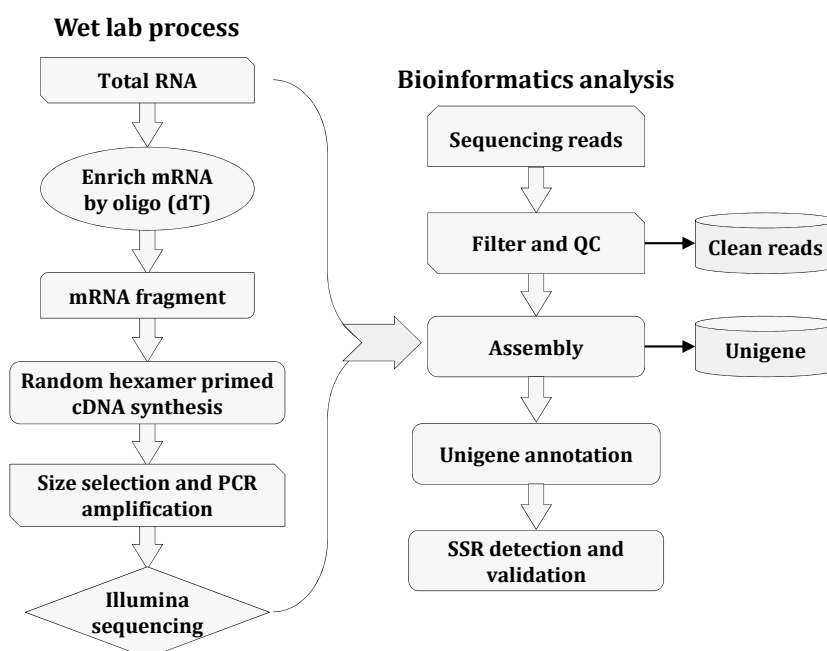 Wet lab process
Total RNA
Enrich mRNA
by oligo (dT)
mRNA fragment
Random hexamer primed
cDNA synthesis
Size selection and PCR
amplification
Illumina
sequencing
Bioinformatics analysis
Sequencing reads
Filter and QC
Clean reads
Assembly
Unigene
Unigene annotation
SSR detection and
validation